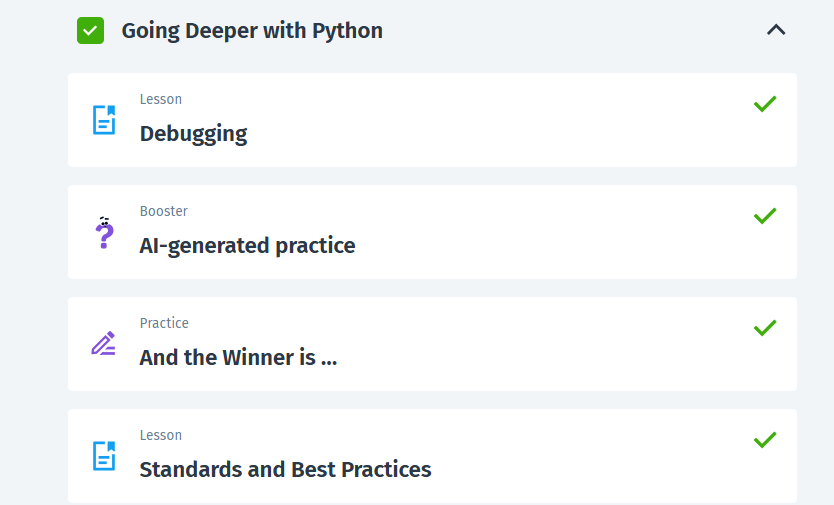 Going Deeper with Python
Lesson
Debugging
Booster
AI-generated practice
Practice
And the Winner is ...
Lesson
Standards and Best Practices